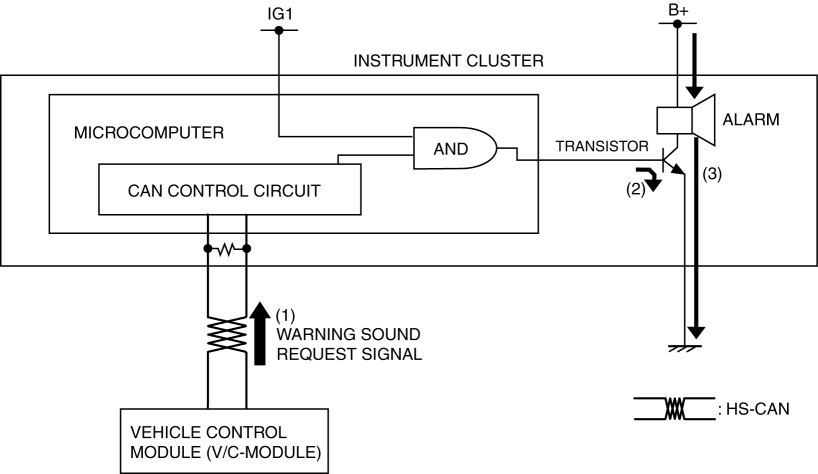 IG1
B+
INSTRUMENT CLUSTER
MICROCOMPUTER
AND
TRANSISTOR
ALARM
CAN CONTROL CIRCUIT
(2)
(3)
(1)
WARNING SOUND
REQUEST SIGNAL
: HS-CAN
VEHICLE CONTROL
MODULE (V/C-MODULE)